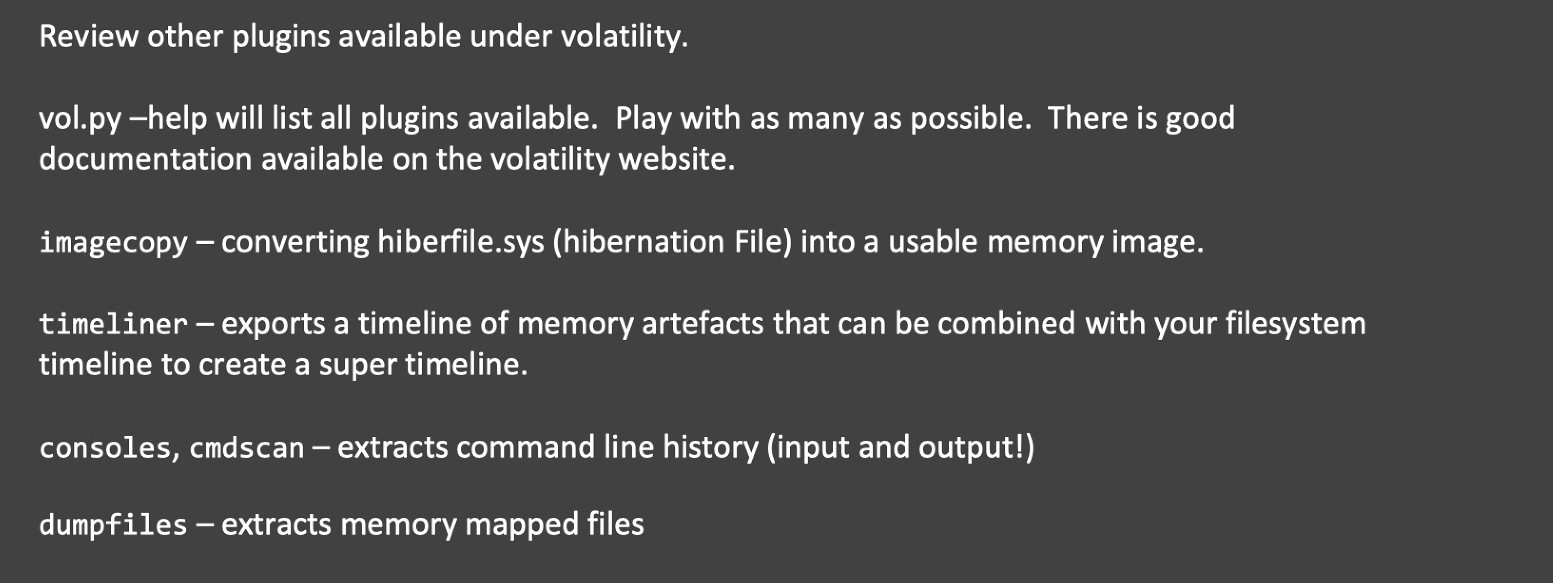 Review other plugins available under volatility.
vol.py –help will list all plugins available.  Play with as many as possible.  There is good
documentation available on the volatility website.
imagecopy – converting hiberfile.sys (hibernation File) into a usable memory image.
timeliner – exports a timeline of memory artefacts that can be combined with your filesystem
timeline to create a super timeline.
consoles, cmdscan – extracts command line history (input and output!)
dumpfiles – extracts memory mapped files